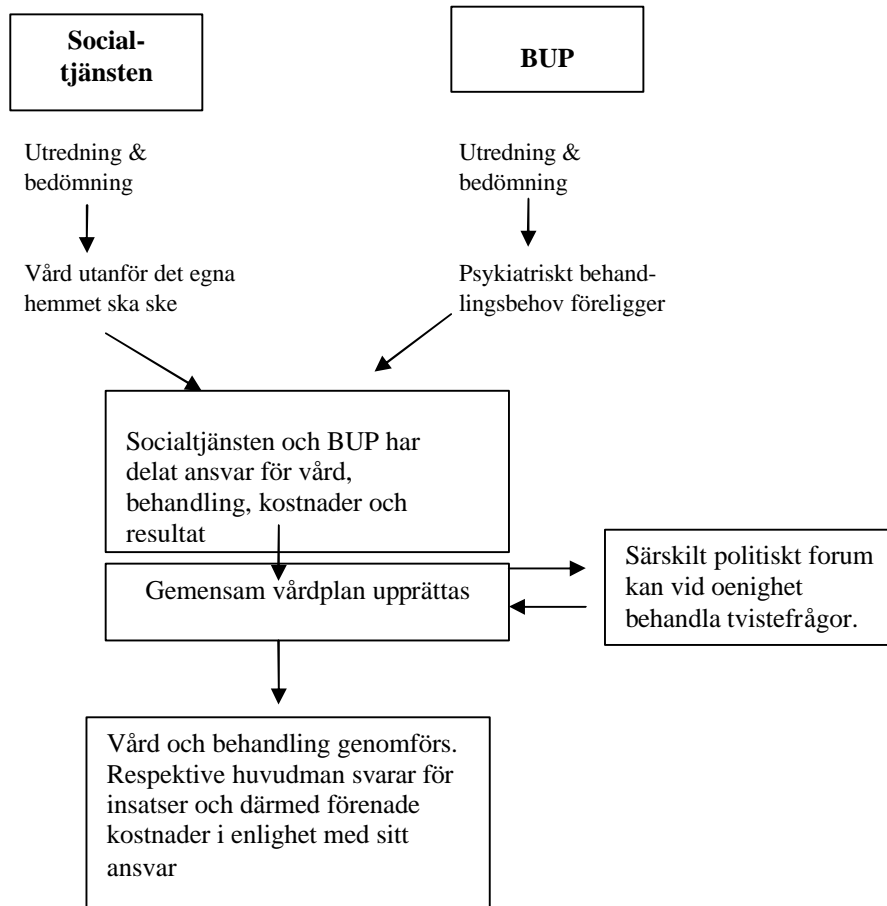 Social-
tjänsten
BUP
Utredning &
bedömning
Utredning &
bedömning
Vård utanför det egna
hemmet ska ske
Psykiatriskt behand-
lingsbehov föreligger
Socialtjänsten och BUP har
delat ansvar för vård,
behandling, kostnader och
resultat
Gemensam vårdplan upprättas
Särskilt politiskt forum
kan vid oenighet
behandla tvistefrågor.
Vård och behandling genomförs.
Respektive huvudman svarar för
insatser och därmed förenade
kostnader i enlighet med sitt
ansvar